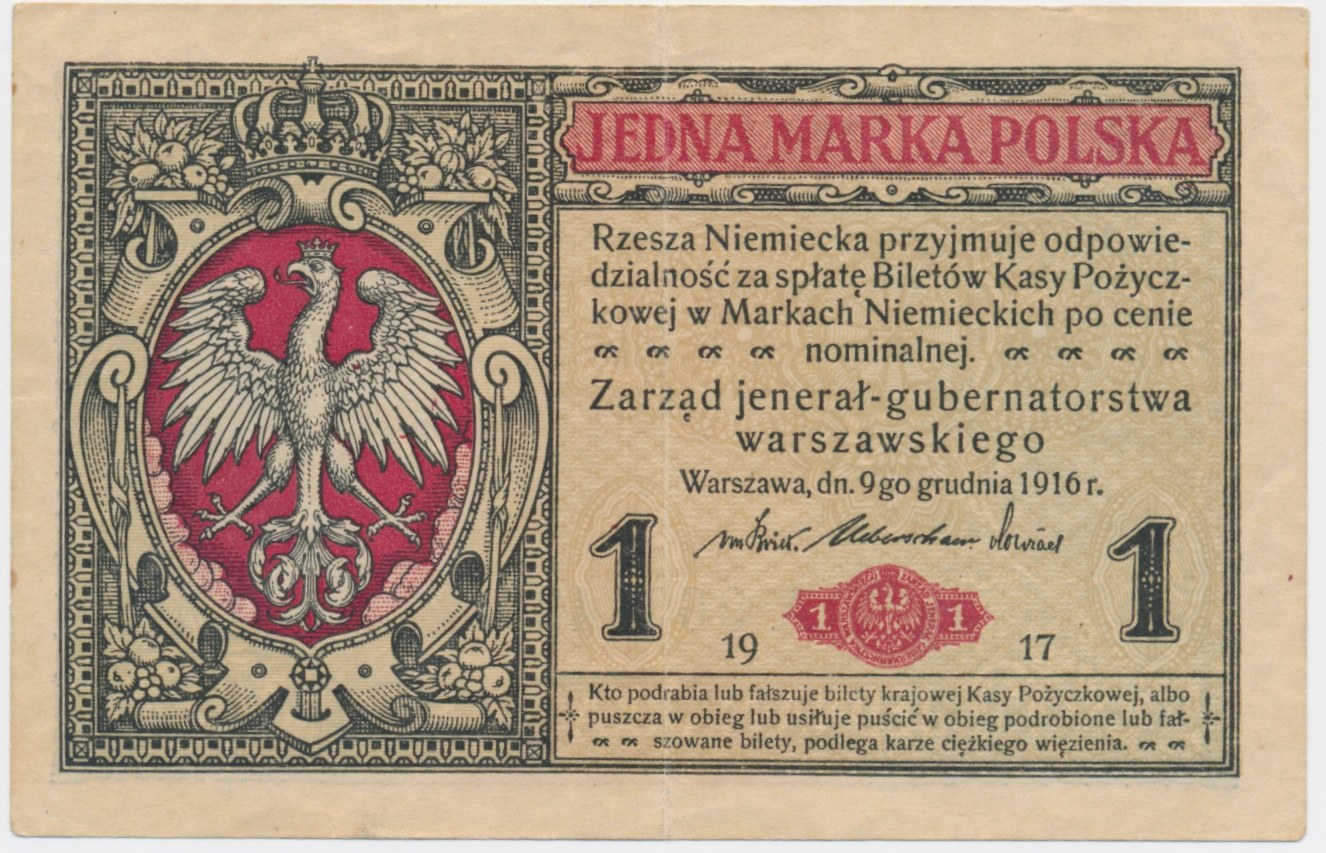 JEDNA MARKA POLSKA
Rzesza Niemiecka przyjmuje odpowie-
dzialność za spłatę Biletów Kasy Pożycz-
kowej w Markach Niemieckich po cenie
nominalnej.
Zarząd jenerał-gubernatorstwa
warszawskiego
Warszawa, dn. 9go grudnia 1916 r.
1 1
1 1
19 17
Kto podrabia lub fałszuje bilety krajowej Kasy Pożyczkowej, albo
puszcza w obieg lub usiłuje puścić w obieg podrobione lub fał-
szowane bilety, podlega karze ciężkiego więzienia.